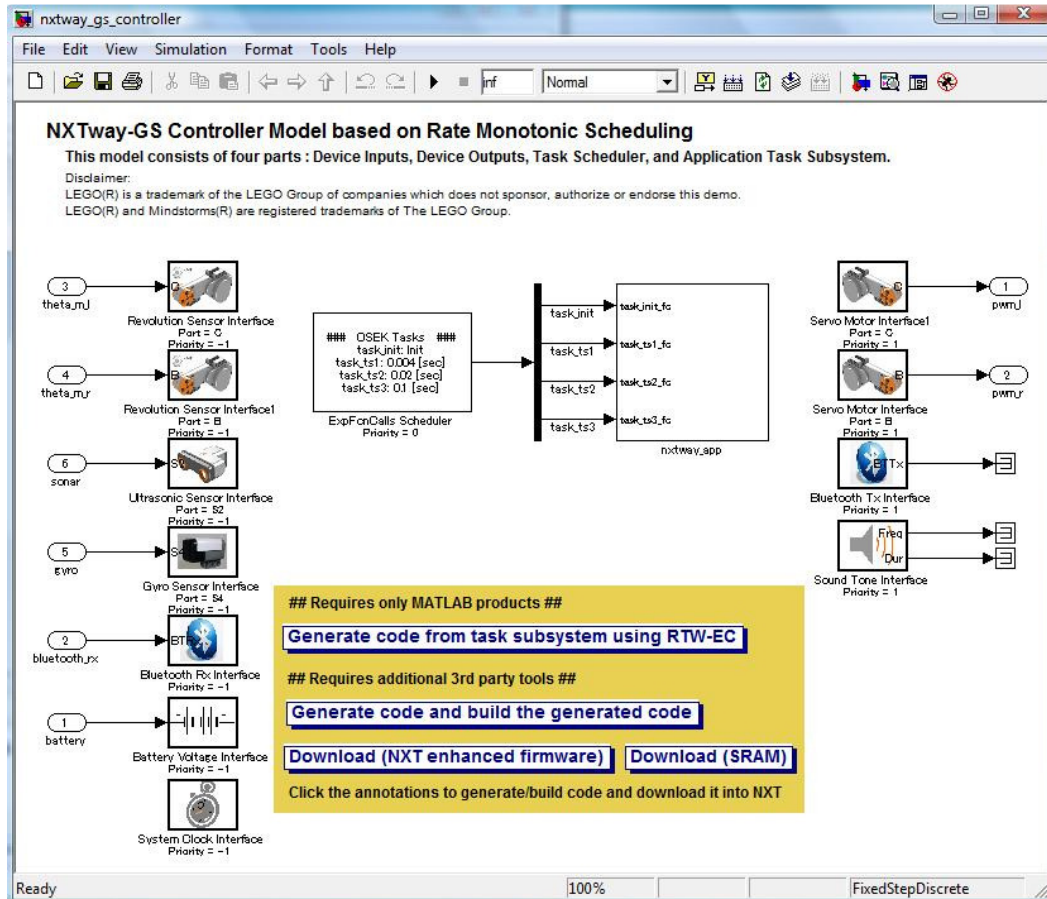 nxtway_gs_controller
File Edit View Simulation Format Tools Help
inf Normal
NXTway-GS Controller Model based on Rate Monotonic Scheduling
This model consists of four parts : Device Inputs, Device Outputs, Task Scheduler, and Application Task Subsystem.
Disclaimer:
LEGO(R) is a trademark of the LEGO Group of companies which does not sponsor, authorize or endorse this demo.
LEGO(R) and Mindstorms(R) are registered trademarks of The LEGO Group.
3
theta_m_l
C
Revolution Sensor Interface
Port = C
Priority = -1
4
theta_m_r
B
Revolution Sensor Interface1
Port = B
Priority = -1
6
sonar
S2
Ultrasonic Sensor Interface
Port = S2
Priority = -1
5
gyro
S4
Gyro Sensor Interface
Port = S4
Priority = -1
2
bluetooth_rx
Bluetooth Rx Interface
Priority = -1
1
battery
Battery Voltage Interface
Priority = -1
System Clock Interface
Priority = -1
### OSEK Tasks ###
task_init: Init
task_ts1: 0.004 [sec]
task_ts2: 0.02 [sec]
task_ts3: 0.1 [sec]
ExpFcnCalls Scheduler
Priority = 0
task_init
task_ts1
task_ts2
task_ts3
task_init_fc
task_ts1_fc
task_ts2_fc
task_ts3_fc
nxtway_app
C
Servo Motor Interface1
Port = C
Priority = 1
1
pwm_l
B
Servo Motor Interface
Port = B
Priority = 1
2
pwm_r
BTTx
Bluetooth Tx Interface
Priority = 1
Freq
Dur
Sound Tone Interface
Priority = 1
## Requires only MATLAB products ##
Generate code from task subsystem using RTW-EC
## Requires additional 3rd party tools ##
Generate code and build the generated code
Download (NXT enhanced firmware) Download (SRAM)
Click the annotations to generate/build code and download it into NXT
Ready 100% FixedStepDiscrete